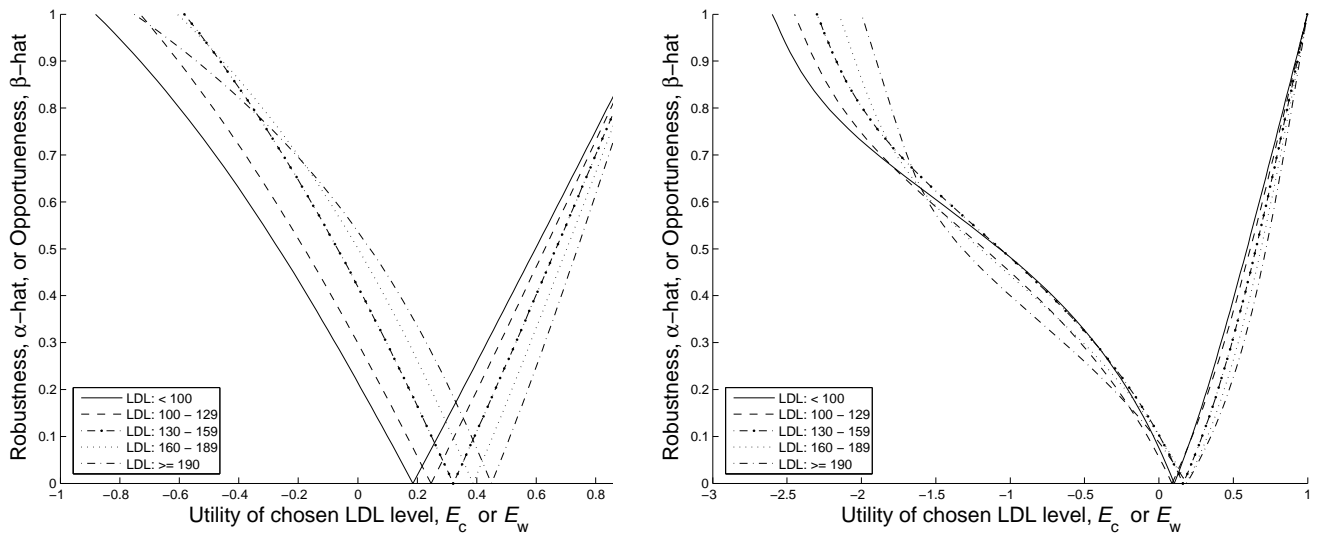 Robustness, α−hat, or Opportuneness, β−hat
1
0.9
0.8
0.7
0.6
0.5
0.4
0.3
0.2
0.1
0
LDL: < 100
LDL: 100 − 129
LDL: 130 − 159
LDL: 160 − 189
LDL: >= 190
−1 −0.8 −0.6 −0.4 −0.2 0 0.2 0.4 0.6 0.8
Utility of chosen LDL level, E_c or E_w
Robustness, α−hat, or Opportuneness, β−hat
1
0.9
0.8
0.7
0.6
0.5
0.4
0.3
0.2
0.1
0
LDL: < 100
LDL: 100 − 129
LDL: 130 − 159
LDL: 160 − 189
LDL: >= 190
−3 −2.5 −2 −1.5 −1 −0.5 0 0.5 1
Utility of chosen LDL level, E_c or E_w